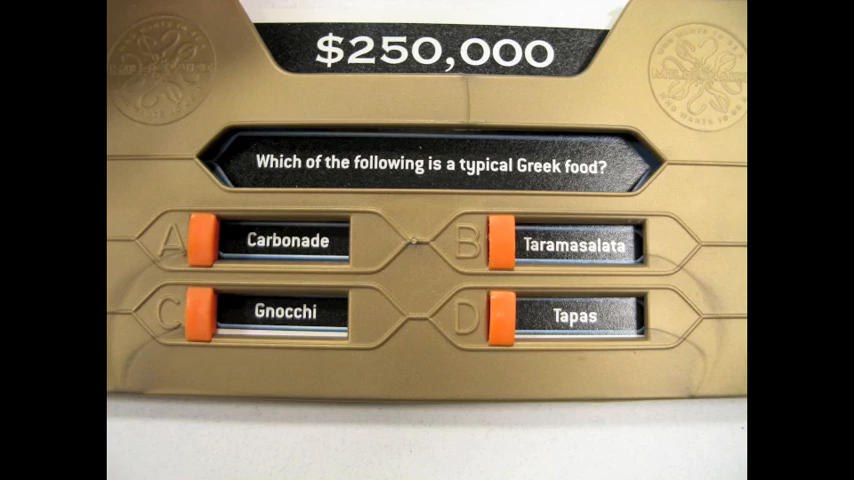 $250,000
Which of the following is a typical Greek food?
A Carbonade
B Taramasalata
C Gnocchi
D Tapas